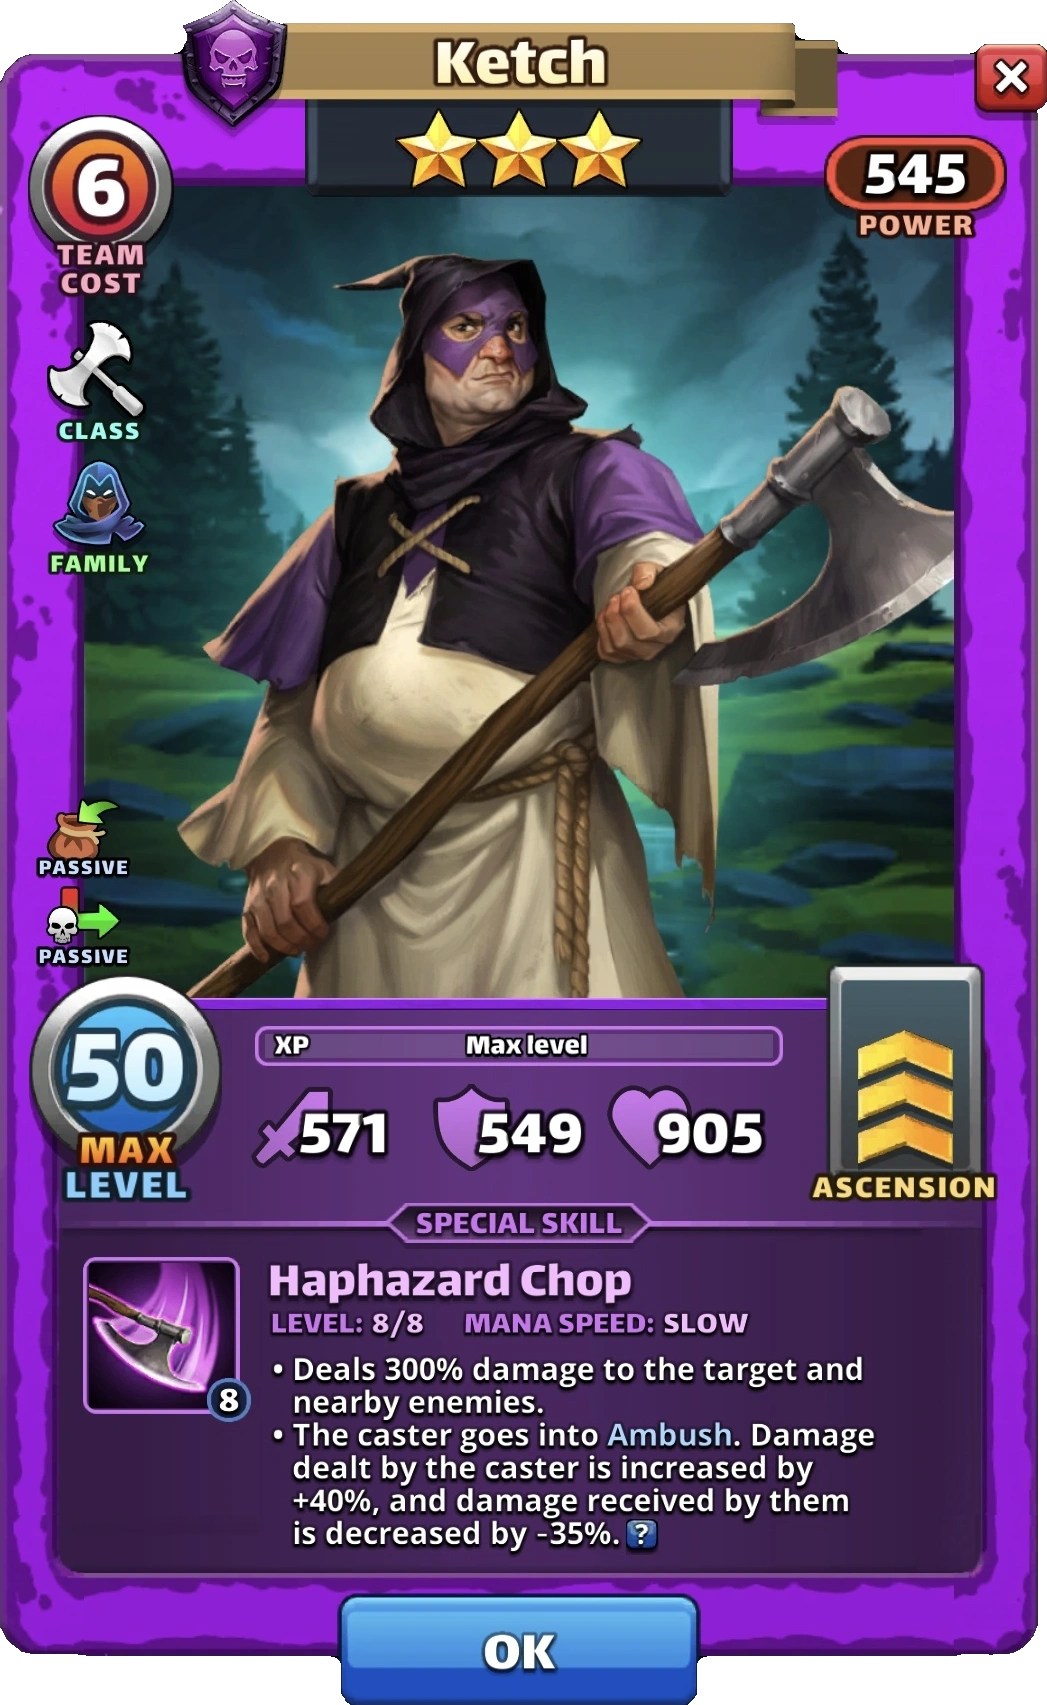 Ketch
6
TEAM
COST
545
POWER
CLASS
FAMILY
PASSIVE
PASSIVE
50
MAX
LEVEL
XP Max level
571 549 905
ASCENSION
SPECIAL SKILL
Haphazard Chop
LEVEL: 8/8 MANA SPEED: SLOW
8
• Deals 300% damage to the target and
nearby enemies.
• The caster goes into Ambush. Damage
dealt by the caster is increased by
+40%, and damage received by them
is decreased by -35%. ?
OK